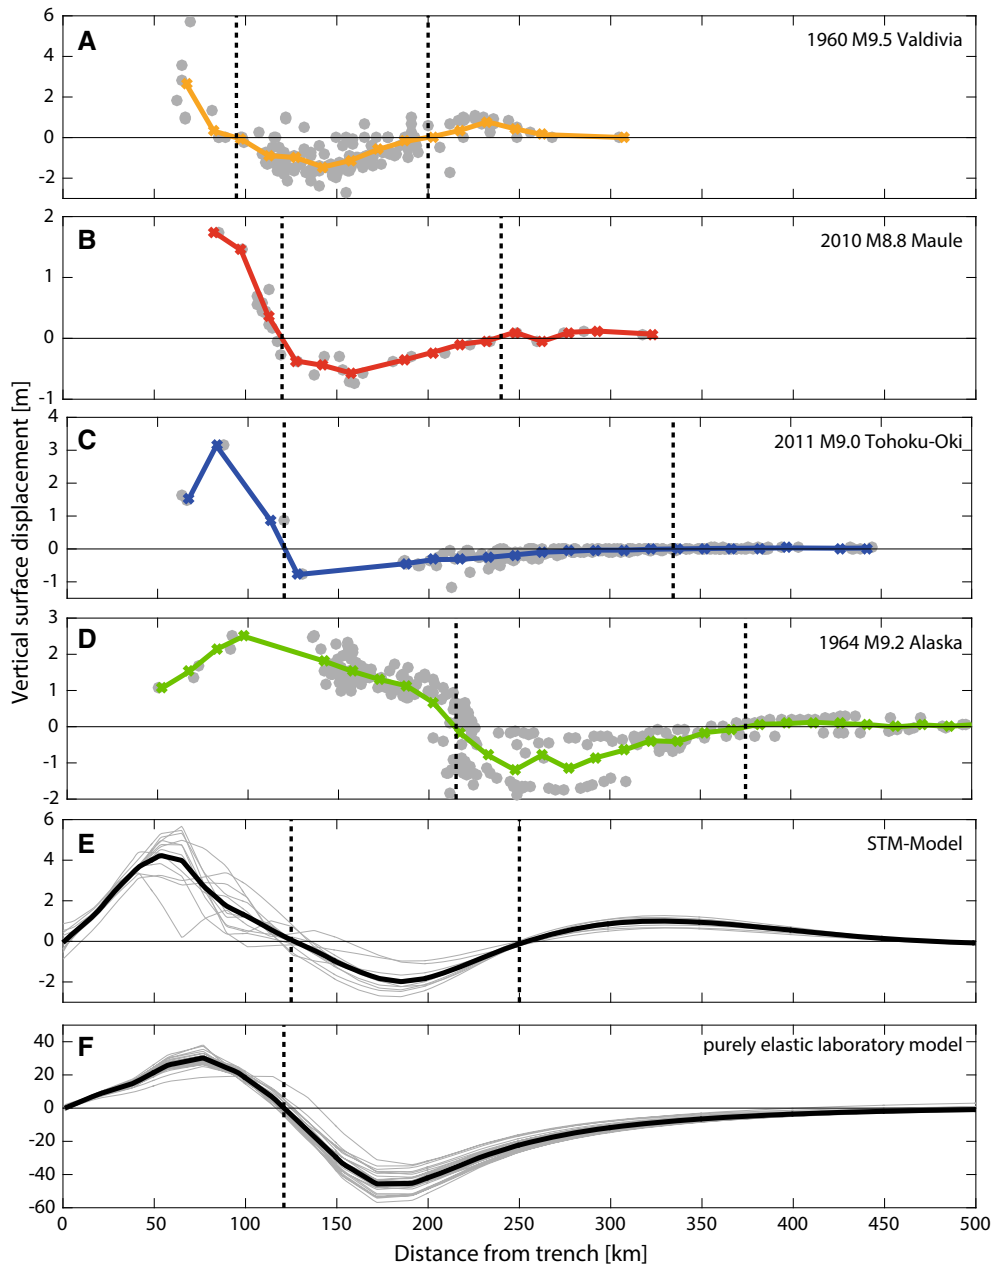 A
1960 M9.5 Valdivia
6
4
2
0
-2
B
2010 M8.8 Maule
2
1
0
-1
C
2011 M9.0 Tohoku-Oki
4
3
2
1
0
-1
D
1964 M9.2 Alaska
3
2
1
0
-1
-2
E
STM-Model
6
4
2
0
-2
F
purely elastic laboratory model
40
20
0
-20
-40
-60
Vertical surface displacement [m]
0 50 100 150 200 250 300 350 400 450 500
Distance from trench [km]